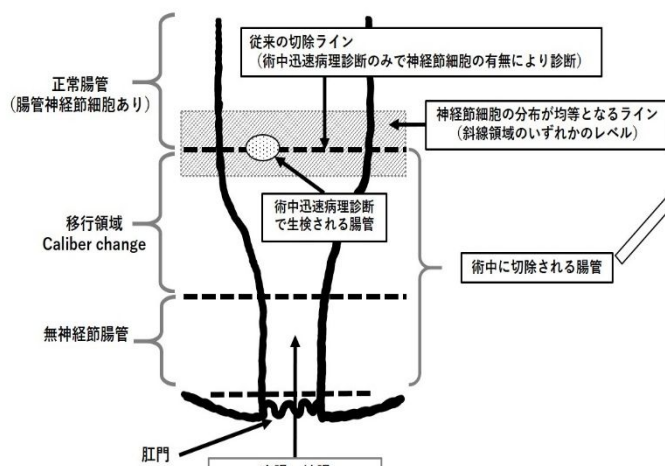 従来の切除ライン
(術中迅速病理診断のみで神経節細胞の有無により診断)
正常腸管
(腸管神経節細胞あり)
神経節細胞の分布が均等となるライン
(斜線領域のいずれかのレベル)
術中迅速病理診断
で生検される腸管
移行領域
Caliber change
術中に切除される腸管
無神経節腸管
肛門